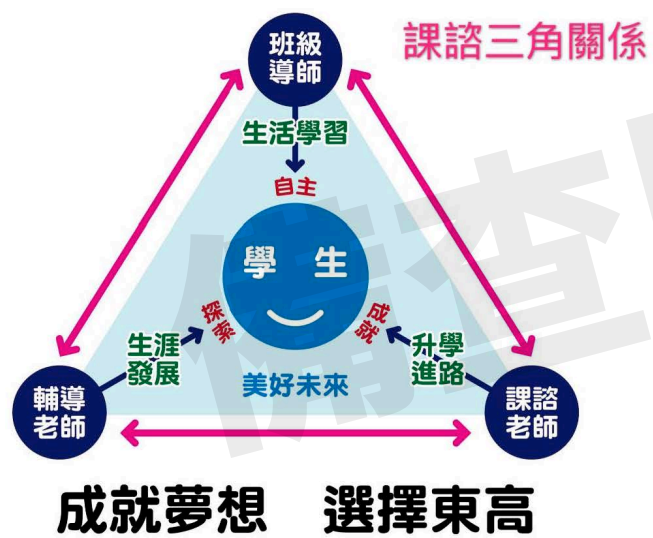 班級
導師
課諮三角關係
生活學習
自主
學 生
探索
成就
生涯
發展
升學
進路
美好未來
輔導
老師
課諮
老師
成就夢想 選擇東高
備查